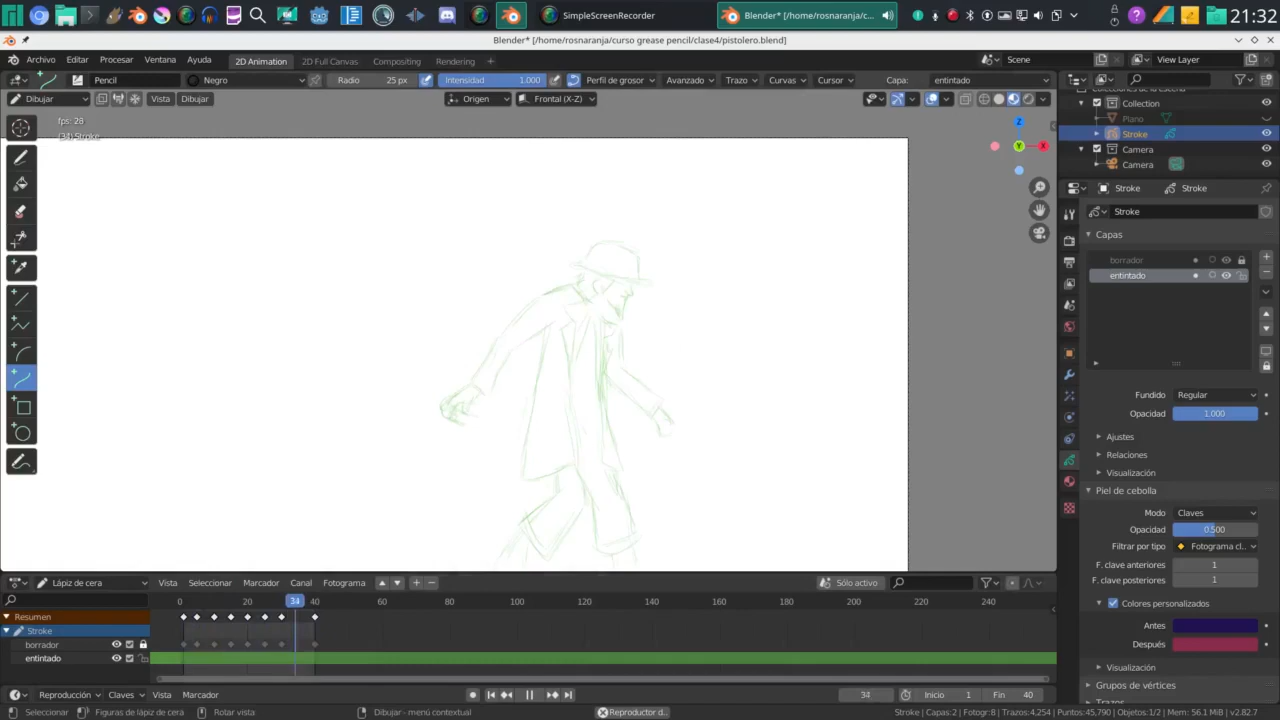 SimpleScreenRecorder
Blender* [/home/rosnaranja/c...
21:32
Blender* [/home/rosnaranja/curso grease pencil/clase4/pistolero.blend]
Archivo Editar Procesar Ventana Ayuda
2D Animation 2D Full Canvas Compositing Rendering +
Scene View Layer
Pencil Negro Radio 25 px Intensidad 1.000 Perfil de grosor Avanzado Trazo Curvas Cursor Capa: entintado
Dibujar Vista Dibujar Origen Frontal (X-Z)
Colecciones de la escena
Collection
Plano
Stroke
Camera
Camera
fps: 28
(34) Stroke
Z
Y
X
Stroke Stroke
Stroke
Capas
borrador
entintado
Fundido Regular
Opacidad 1.000
Ajustes
Relaciones
Visualización
Piel de cebolla
Modo Claves
Opacidad 0.500
Filtrar por tipo Fotograma cl...
F. clave anteriores 1
F. clave posteriores 1
Colores personalizados
Antes
Después
Visualización
Grupos de vértices
Trazos
Lápiz de cera Vista Seleccionar Marcador Canal Fotograma Sólo activo
0 20 34 40 60 80 100 120 140 160 180 200 220 240
Resumen
Stroke
borrador
entintado
Reproducción Claves Vista Marcador 34 Inicio 1 Fin 40
Seleccionar Figuras de lápiz de cera Rotar vista Dibujar - menú contextual Reproductor d... Stroke | Capas:2 | Fotogr:8 | Trazos:4,254 | Puntos:45,790 | Objetos:1/2 | Mem: 56.1 MiB | v2.82.7